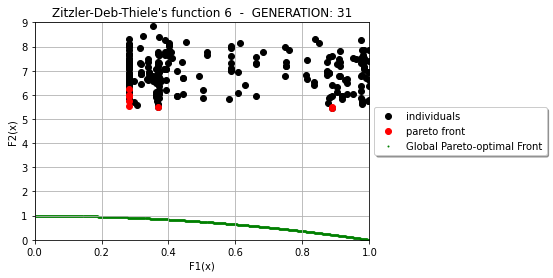 Zitzler-Deb-Thiele's function 6 - GENERATION: 31
9
8
7
6
5
4
3
2
1
0
F2(x)
0.0 0.2 0.4 0.6 0.8 1.0
F1(x)
individuals
pareto front
Global Pareto-optimal Front